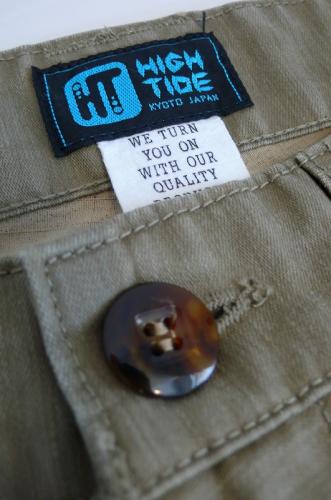 HT
HIGH
TIDE
KYOTO JAPAN
WE TURN
YOU ON
WITH OUR
QUALITY